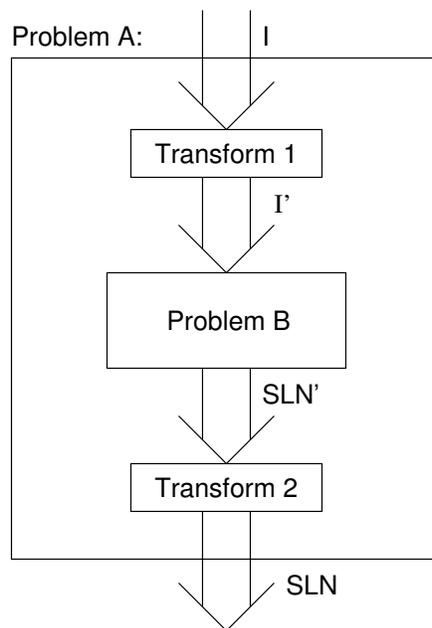 Problem A:
I
Transform 1
I’
Problem B
SLN’
Transform 2
SLN